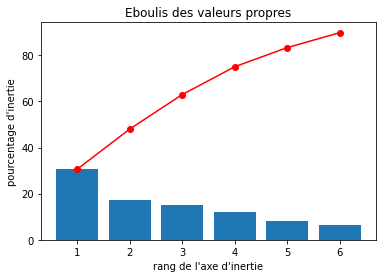 Eboulis des valeurs propres
pourcentage d'inertie
80
60
40
20
0
1 2 3 4 5 6
rang de l'axe d'inertie